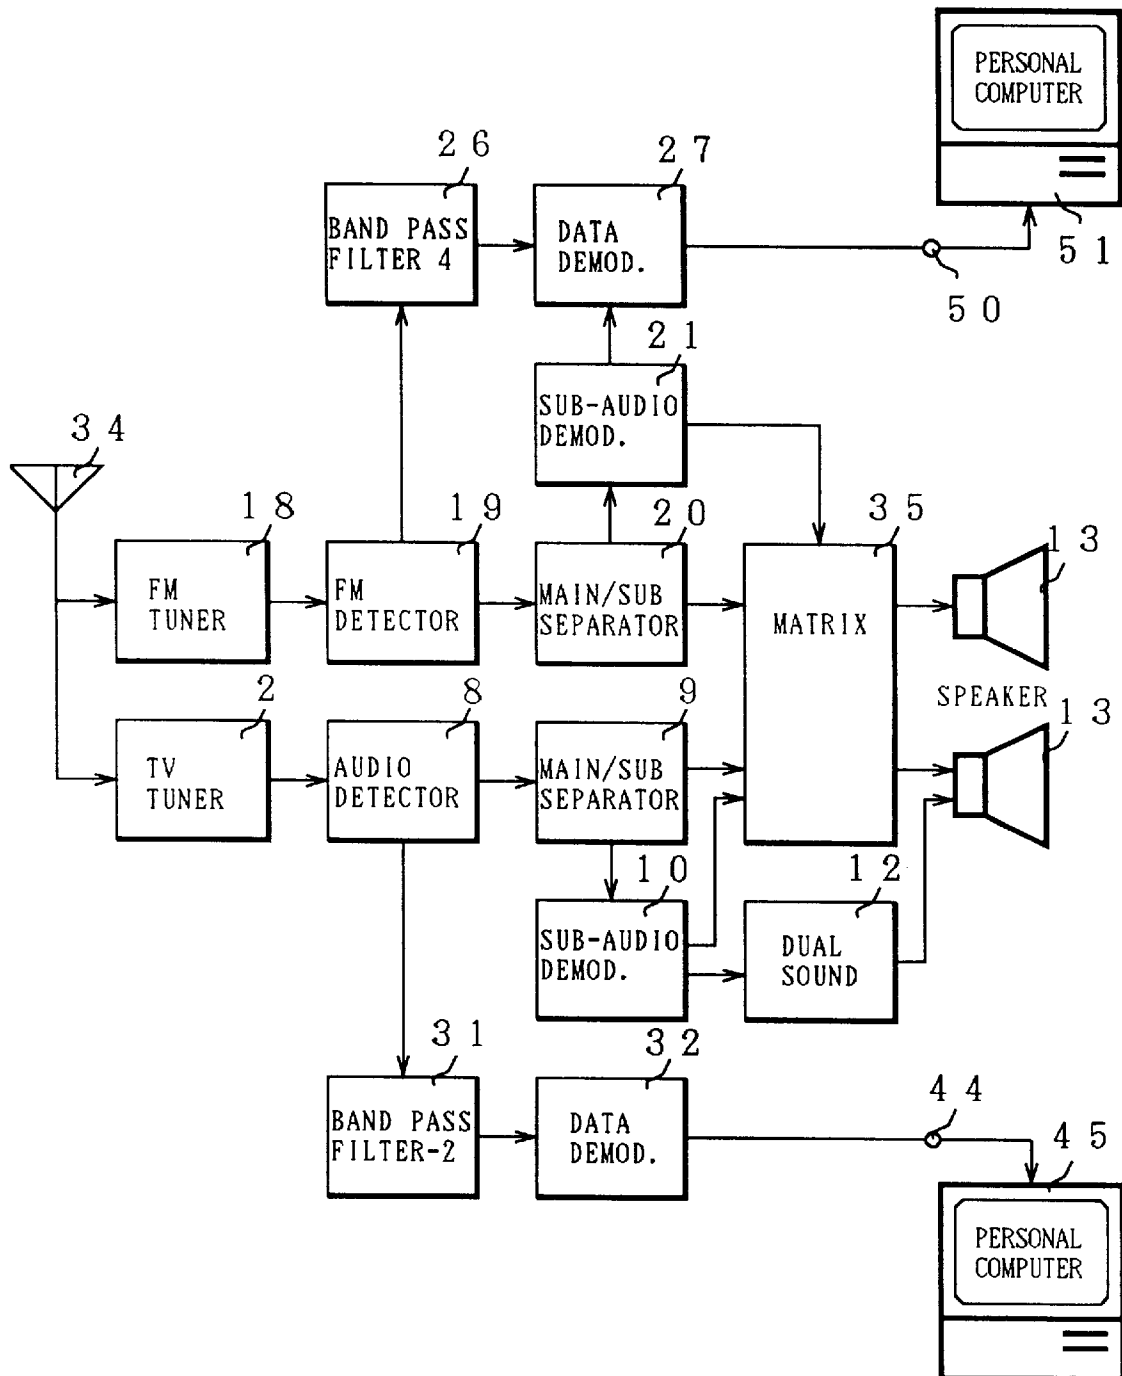 PERSONAL
COMPUTER
5 1
2 6
BAND PASS
FILTER 4
2 7
DATA
DEMOD.
5 0
2 1
SUB-AUDIO
DEMOD.
3 4
1 8
FM
TUNER
1 9
FM
DETECTOR
2 0
MAIN/SUB
SEPARATOR
3 5
MATRIX
1 3
SPEAKER
2
TV
TUNER
8
AUDIO
DETECTOR
9
MAIN/SUB
SEPARATOR
1 3
1 0
SUB-AUDIO
DEMOD.
1 2
DUAL
SOUND
3 1
BAND PASS
FILTER-2
3 2
DATA
DEMOD.
4 4
4 5
PERSONAL
COMPUTER